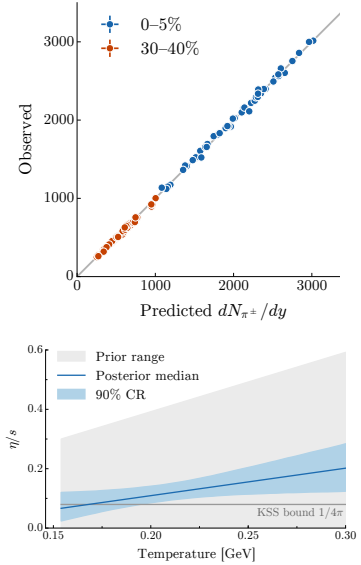 3000
2000
1000
0
Observed
0–5%
30–40%
0
1000
2000
3000
Predicted dN_{π±}/dy
0.6
0.4
0.2
0.0
η/s
Prior range
Posterior median
90% CR
KSS bound 1/4π
0.15
0.20
0.25
0.30
Temperature [GeV]